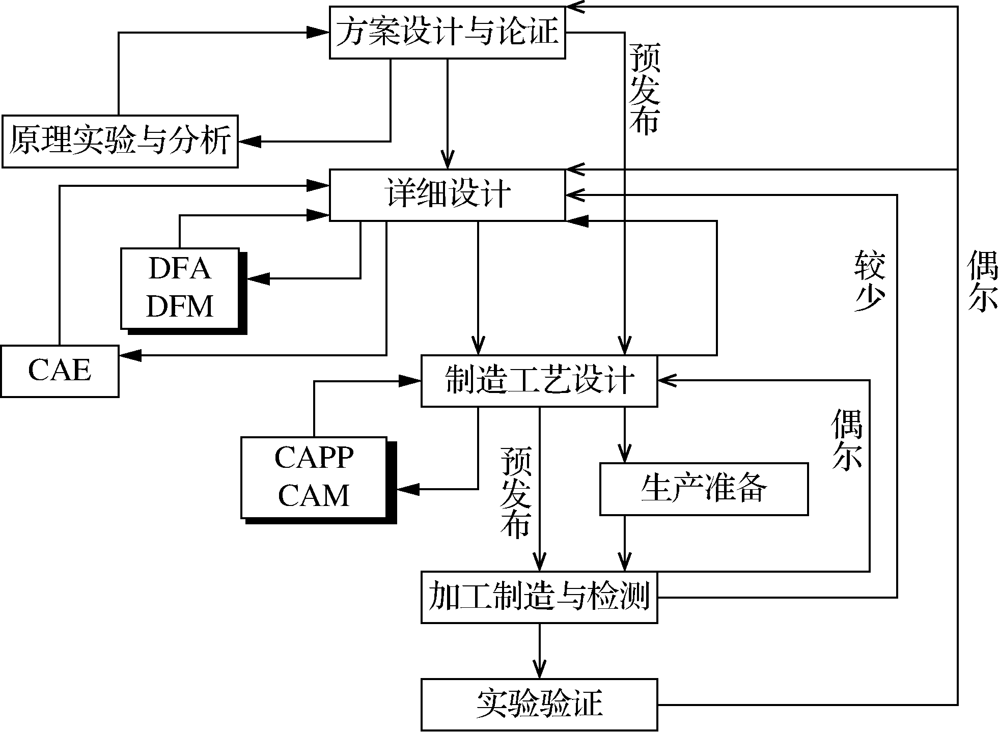 方案设计与论证
预发布
原理实验与分析
详细设计
DFA
DFM
较少
偶尔
CAE
制造工艺设计
偶尔
CAPP
CAM
预发布
生产准备
加工制造与检测
实验验证